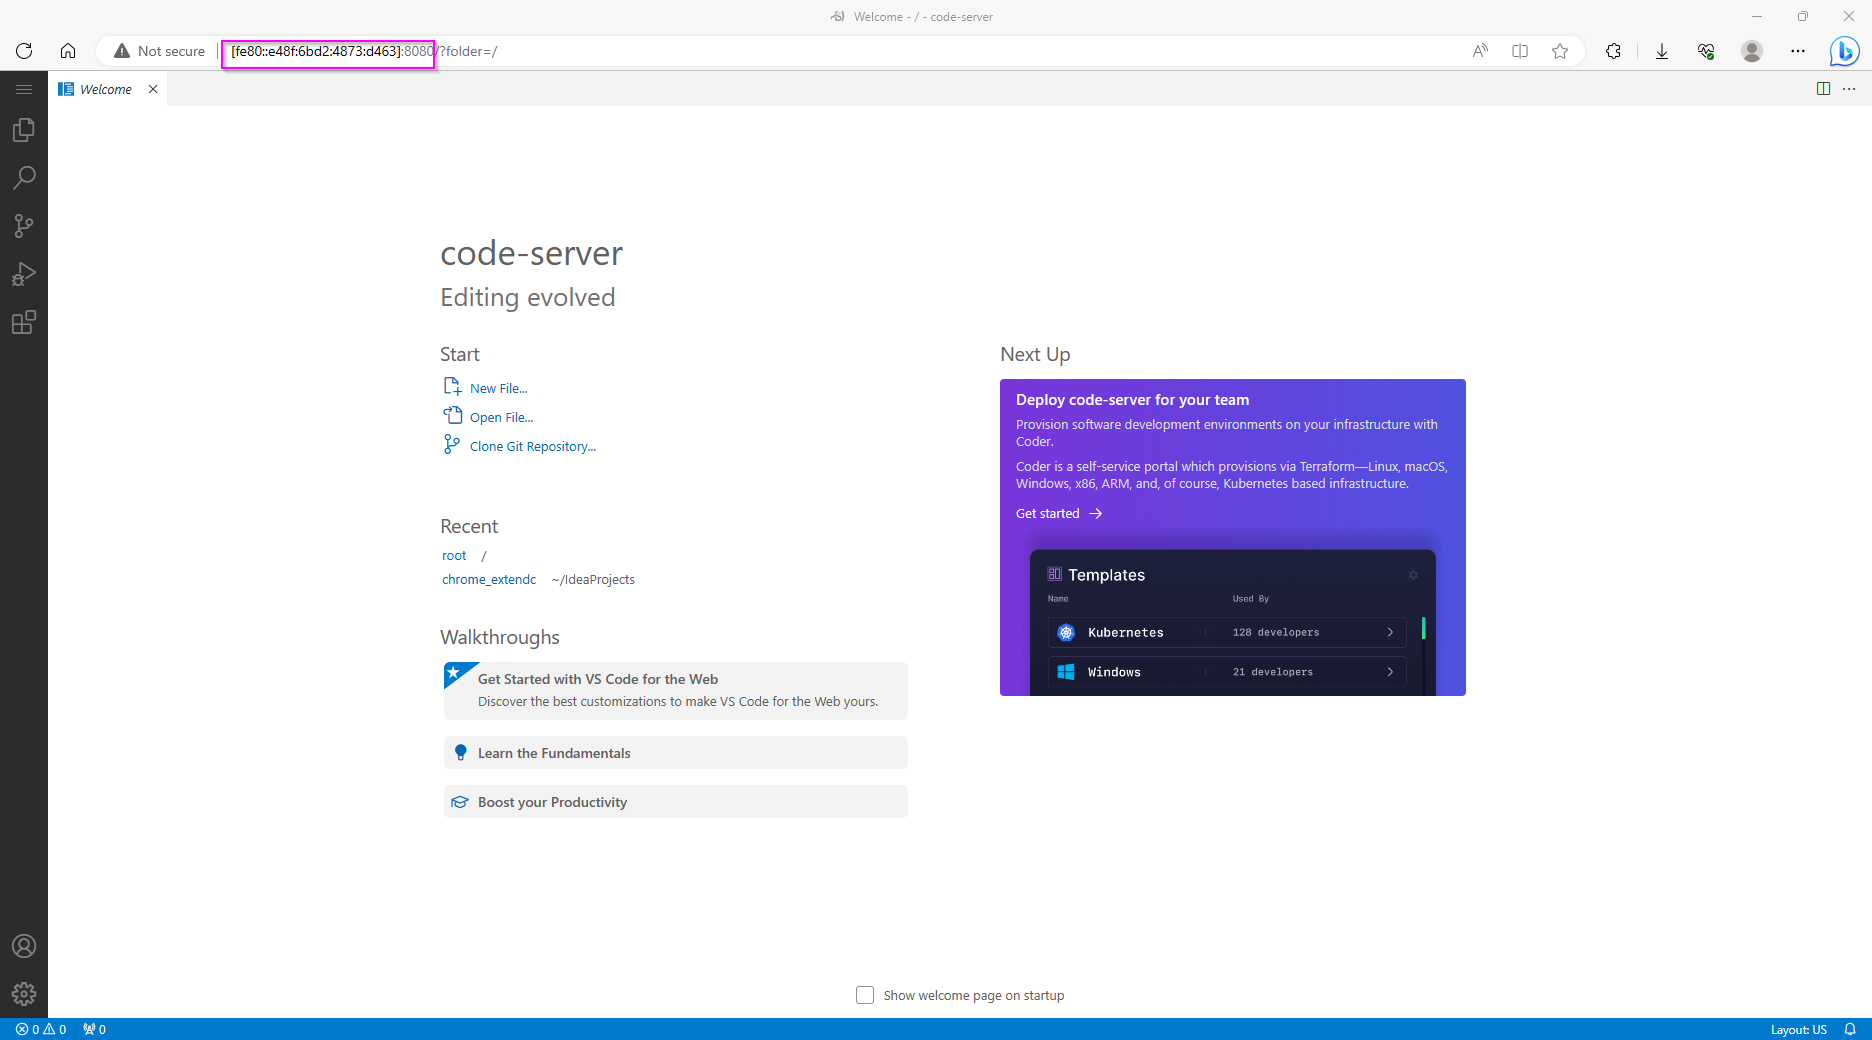 Welcome - / - code-server
Not secure
[fe80::e48f:6bd2:4873:d463]:8080/?folder=/
Welcome
code-server
Editing evolved
Start
New File...
Open File...
Clone Git Repository...
Recent
root /
chrome_extendc ~/IdeaProjects
Walkthroughs
Get Started with VS Code for the Web
Discover the best customizations to make VS Code for the Web yours.
Learn the Fundamentals
Boost your Productivity
Next Up
Deploy code-server for your team
Provision software development environments on your infrastructure with
Coder.
Coder is a self-service portal which provisions via Terraform—Linux, macOS,
Windows, x86, ARM, and, of course, Kubernetes based infrastructure.
Get started
Templates
Name Used By
Kubernetes 128 developers
Windows 21 developers
Show welcome page on startup
0 0 0
Layout: US